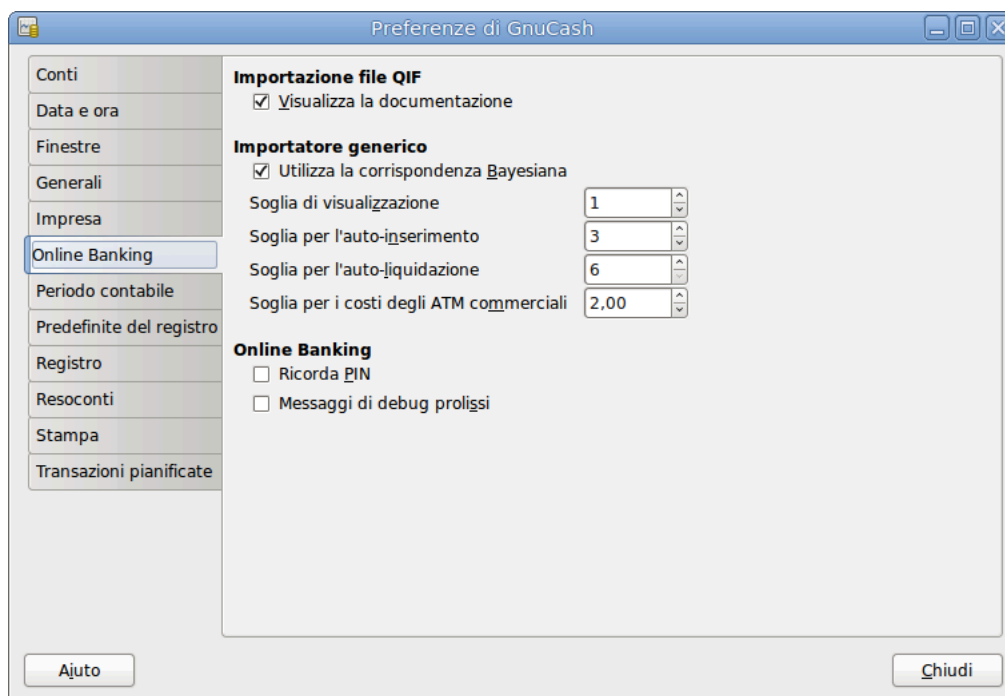 Preferenze di GnuCash
Conti
Data e ora
Finestre
Generali
Impresa
Online Banking
Periodo contabile
Predefinite del registro
Registro
Resoconti
Stampa
Transazioni pianificate
Importazione file QIF
Visualizza la documentazione
Importatore generico
Utilizza la corrispondenza Bayesiana
Soglia di visualizzazione 1
Soglia per l'auto-inserimento 3
Soglia per l'auto-liquidazione 6
Soglia per i costi degli ATM commerciali 2,00
Online Banking
Ricorda PIN
Messaggi di debug prolissi
Aiuto
Chiudi